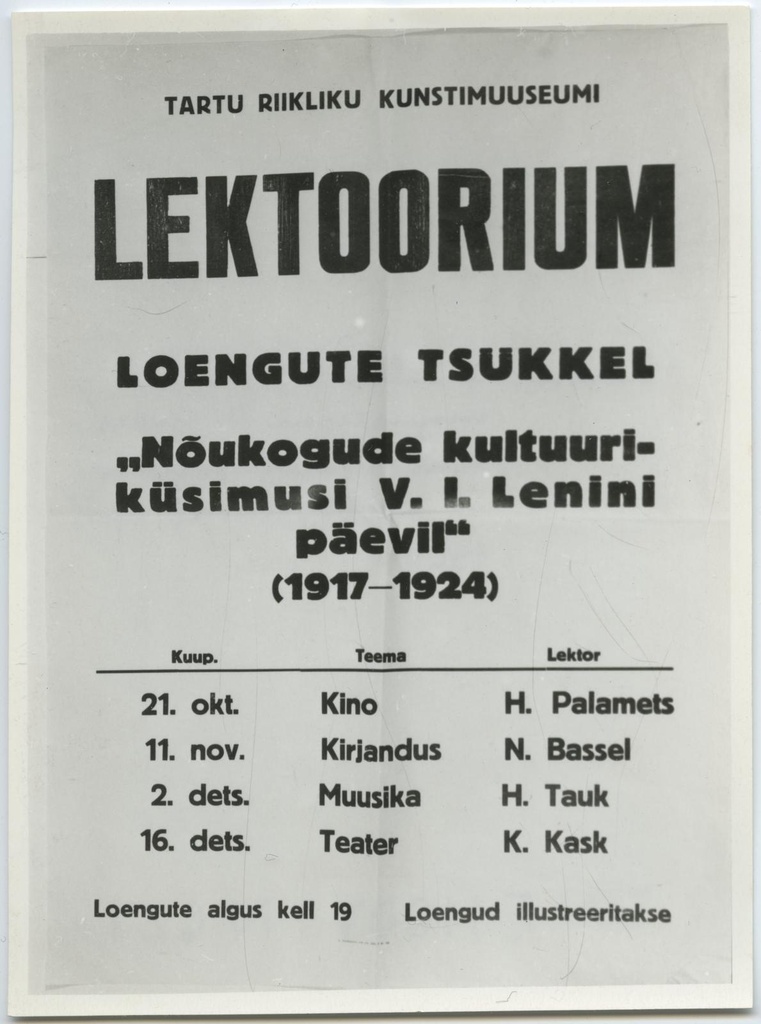 TARTU RIIKLIKU KUNSTIMUUSEUMI
LEKTOORIUM
LOENGUTE TSÜKKEL
„Nõukogude kultuuri-
küsimusi V. I. Lenini
päevil“
(1917—1924)
Kuup. Teema Lektor
21. okt. Kino H. Palamets
11. nov. Kirjandus N. Bassel
2. dets. Muusika H. Tauk
16. dets. Teater K. Kask
Loengute algus kell 19 Loengud illustreeritakse